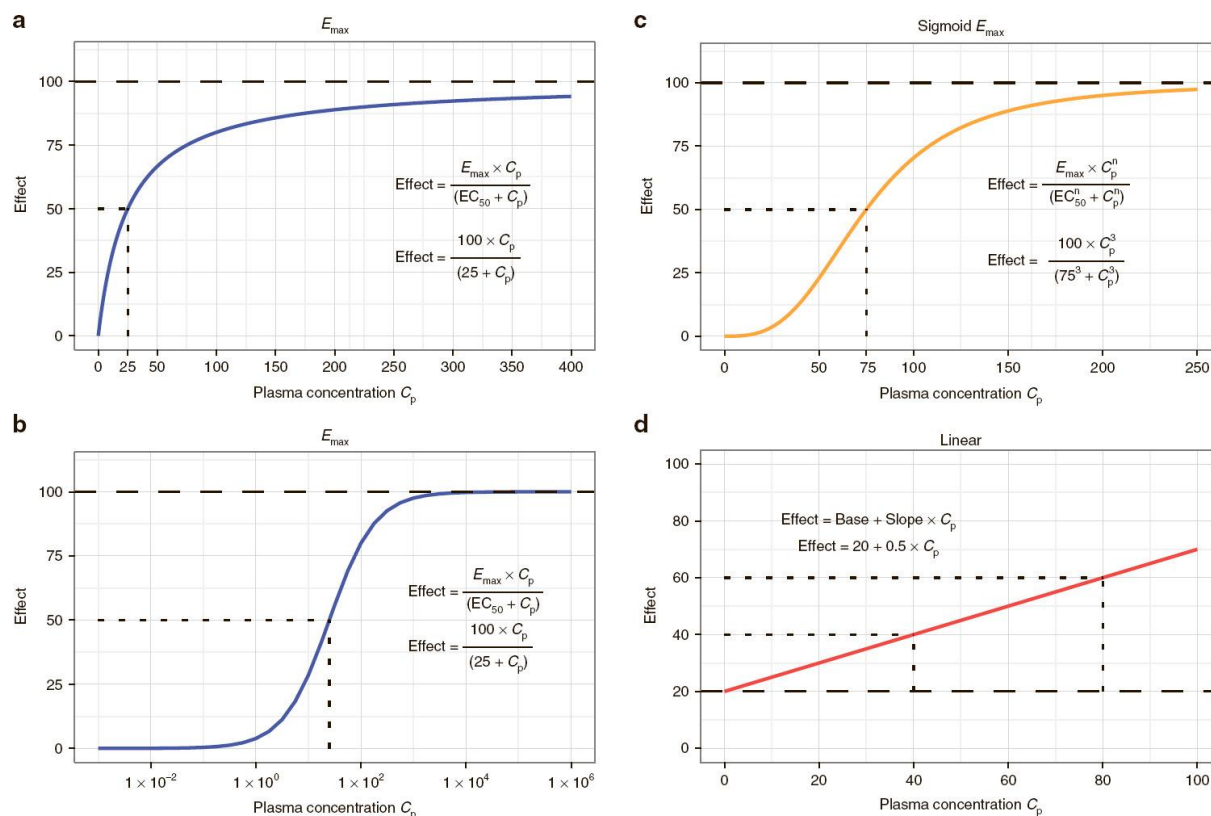 a
E_max
100
75
50
25
0
Effect
Effect = E_max × C_p / (EC_50 + C_p)
Effect = 100 × C_p / (25 + C_p)
0 25 50 100 150 200 250 300 350 400
Plasma concentration C_p
b
E_max
100
75
50
25
0
Effect
Effect = E_max × C_p / (EC_50 + C_p)
Effect = 100 × C_p / (25 + C_p)
1 × 10^−2 1 × 10^0 1 × 10^2 1 × 10^4 1 × 10^6
Plasma concentration C_p
c
Sigmoid E_max
100
75
50
25
0
Effect
Effect = E_max × C_p^n / (EC_50^n + C_p^n)
Effect = 100 × C_p^3 / (75^3 + C_p^3)
0 50 75 100 150 200 250
Plasma concentration C_p
d
Linear
100
80
60
40
20
0
Effect
Effect = Base + Slope × C_p
Effect = 20 + 0.5 × C_p
0 20 40 60 80 100
Plasma concentration C_p